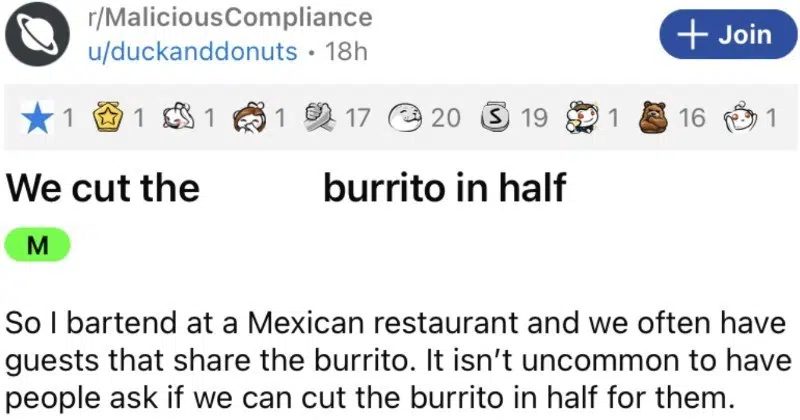 r/MaliciousCompliance
u/duckanddonuts • 18h
+ Join
1 1 1 1 17 20 S 19 1 16 1
We cut the burrito in half
M
So I bartend at a Mexican restaurant and we often have
guests that share the burrito. It isn't uncommon to have
people ask if we can cut the burrito in half for them.